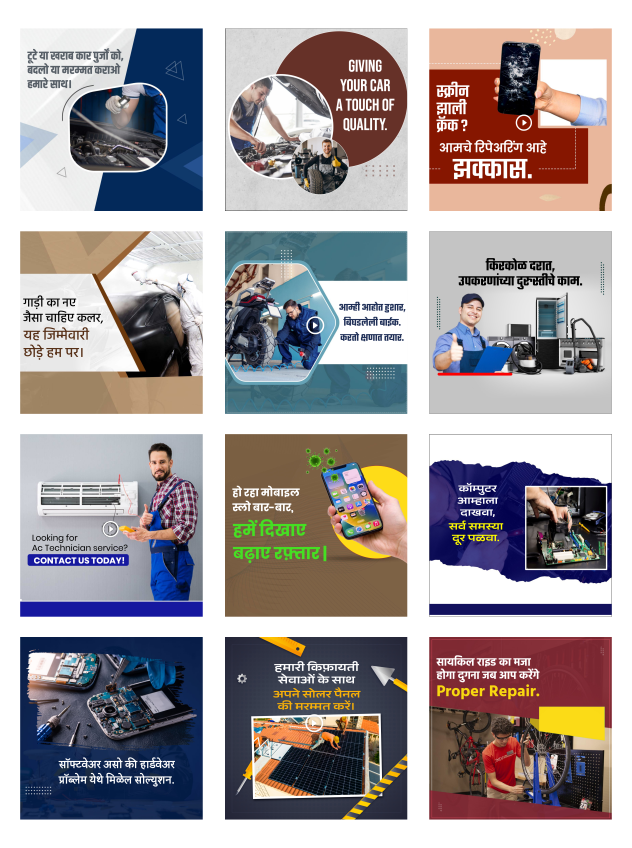 टूटे या खराब कार पुर्जों को,
बदलो या मरम्मत कराओ
हमारे साथ।
GIVING
YOUR CAR
A TOUCH OF
QUALITY.
स्क्रीन
झाली
क्रॅक ?
आमचे रिपेअरिंग आहे
झक्कास.
गाड़ी का नए
जैसा चाहिए कलर,
यह जिम्मेवारी
छोड़े हम पर।
आम्ही आहोत हुशार,
बिघडलेली बाईक.
करतो क्षणात तयार.
किरकोळ दरात,
उपकरणांच्या दुरुस्तीचे काम.
Looking for
Ac Technician service?
CONTACT US TODAY!
हो रहा मोबाइल
स्लो बार-बार,
हमें दिखाए
बढ़ाए रफ़्तार |
कॉम्पुटर
आम्हाला
दाखवा,
सर्व समस्या
दूर पळवा.
सॉफ्टवेअर असो की हार्डवेअर
प्रॉब्लेम येथे मिळेल सोल्युशन.
हमारी किफ़ायती
सेवाओं के साथ
अपने सोलर पैनल
की मरम्मत करें।
सायकिल राइड का मजा
होगा दुगना जब आप करेंगे
Proper Repair.